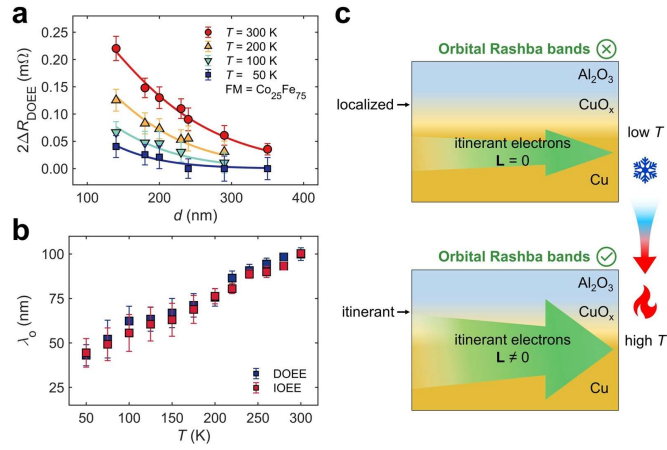 a
T = 300 K
T = 200 K
T = 100 K
T = 50 K
FM = Co₂₅Fe₇₅
2ΔR_DOEE (mΩ)
0.25
0.20
0.15
0.10
0.05
0.00
100
200
300
400
d (nm)
b
λₒ (nm)
100
75
50
25
DOEE
IOEE
50
100
150
200
250
300
T (K)
c
Orbital Rashba bands
Al₂O₃
CuOₓ
localized
itinerant electrons
L = 0
Cu
low T
Orbital Rashba bands
Al₂O₃
CuOₓ
itinerant
itinerant electrons
L ≠ 0
Cu
high T